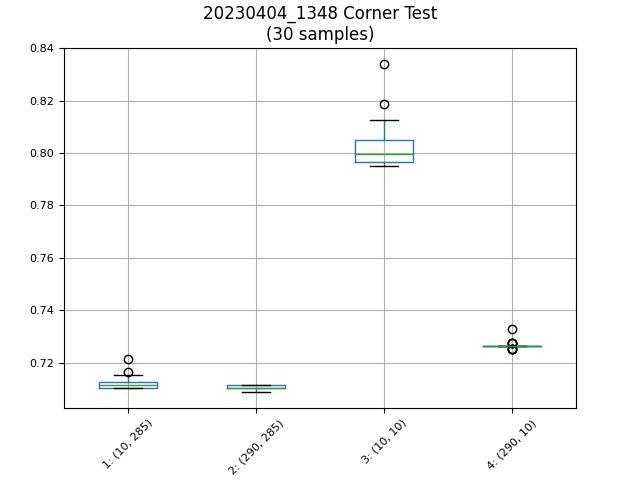 20230404_1348 Corner Test
(30 samples)
0.84
0.82
0.80
0.78
0.76
0.74
0.72
1: (10, 285)
2: (290, 285)
3: (10, 10)
4: (290, 10)